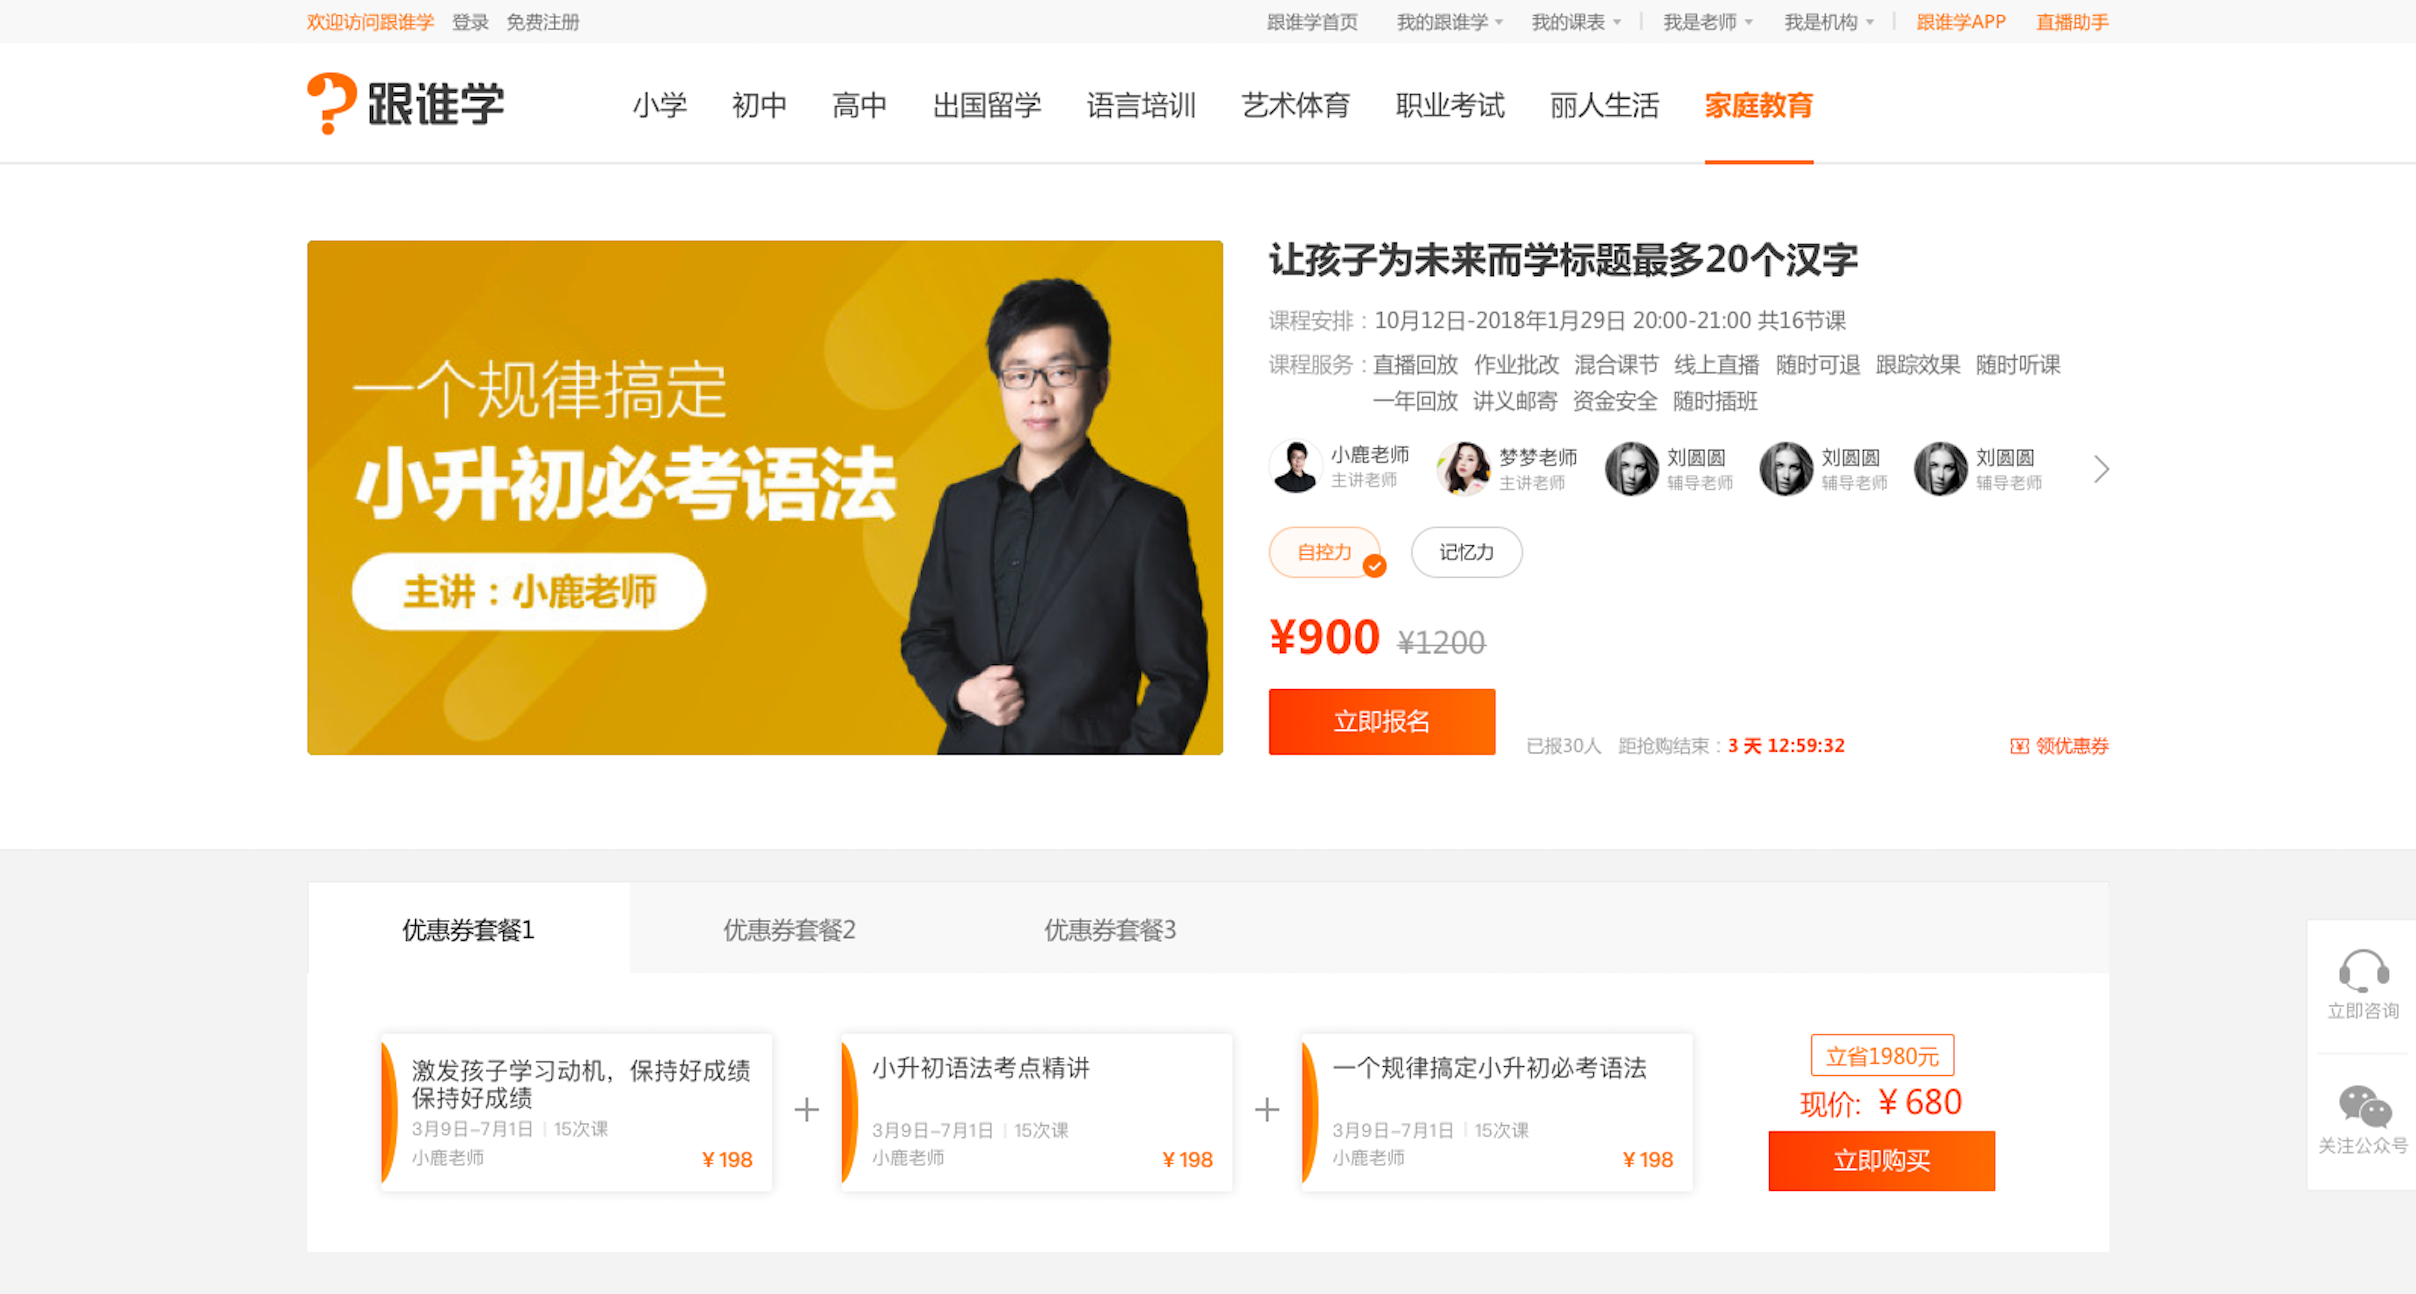 欢迎访问跟谁学 登录 免费注册 跟谁学首页 我的跟谁学 我的课表 我是老师 我是机构 跟谁学APP 直播助手
跟谁学 小学 初中 高中 出国留学 语言培训 艺术体育 职业考试 丽人生活 家庭教育
一个规律搞定
小升初必考语法
主讲：小鹿老师
让孩子为未来而学标题最多20个汉字
课程安排：10月12日-2018年1月29日 20:00-21:00 共16节课
课程服务：直播回放 作业批改 混合课节 线上直播 随时可退 跟踪效果 随时听课
一年回放 讲义邮寄 资金安全 随时插班
小鹿老师 梦梦老师 刘圆圆 刘圆圆 刘圆圆
主讲老师 主讲老师 辅导老师 辅导老师 辅导老师
自控力 记忆力
¥900 ¥1200
立即报名 已报30人 距抢购结束：3 天 12:59:32 领优惠券
优惠券套餐1 优惠券套餐2 优惠券套餐3
激发孩子学习动机，保持好成绩
保持好成绩
3月9日-7月1日 | 15次课
小鹿老师 ¥ 198
+
小升初语法考点精讲
3月9日-7月1日 | 15次课
小鹿老师 ¥ 198
+
一个规律搞定小升初必考语法
3月9日-7月1日 | 15次课
小鹿老师 ¥ 198
立省1980元
现价: ¥ 680
立即购买
立即咨询
关注公众号